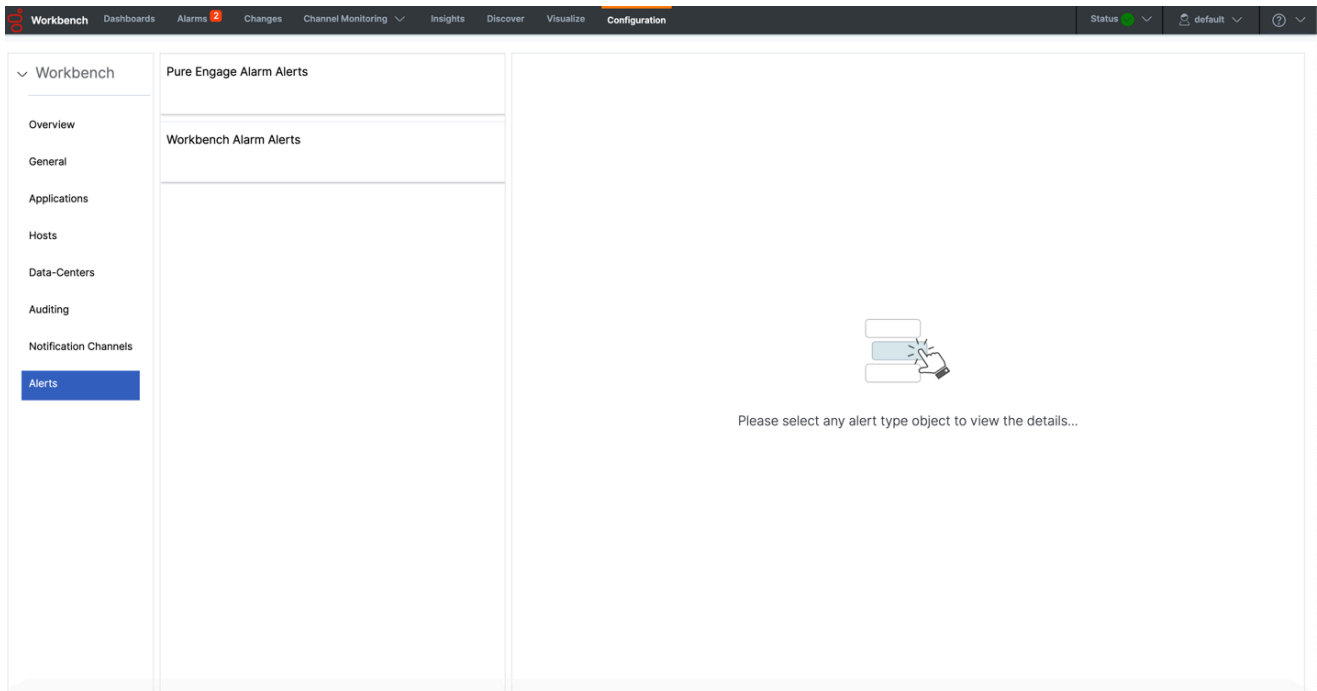 Workbench Dashboards Alarms 2 Changes Channel Monitoring Insights Discover Visualize Configuration Status default ?
Workbench
Overview
General
Applications
Hosts
Data-Centers
Auditing
Notification Channels
Alerts
Pure Engage Alarm Alerts
Workbench Alarm Alerts
Please select any alert type object to view the details...